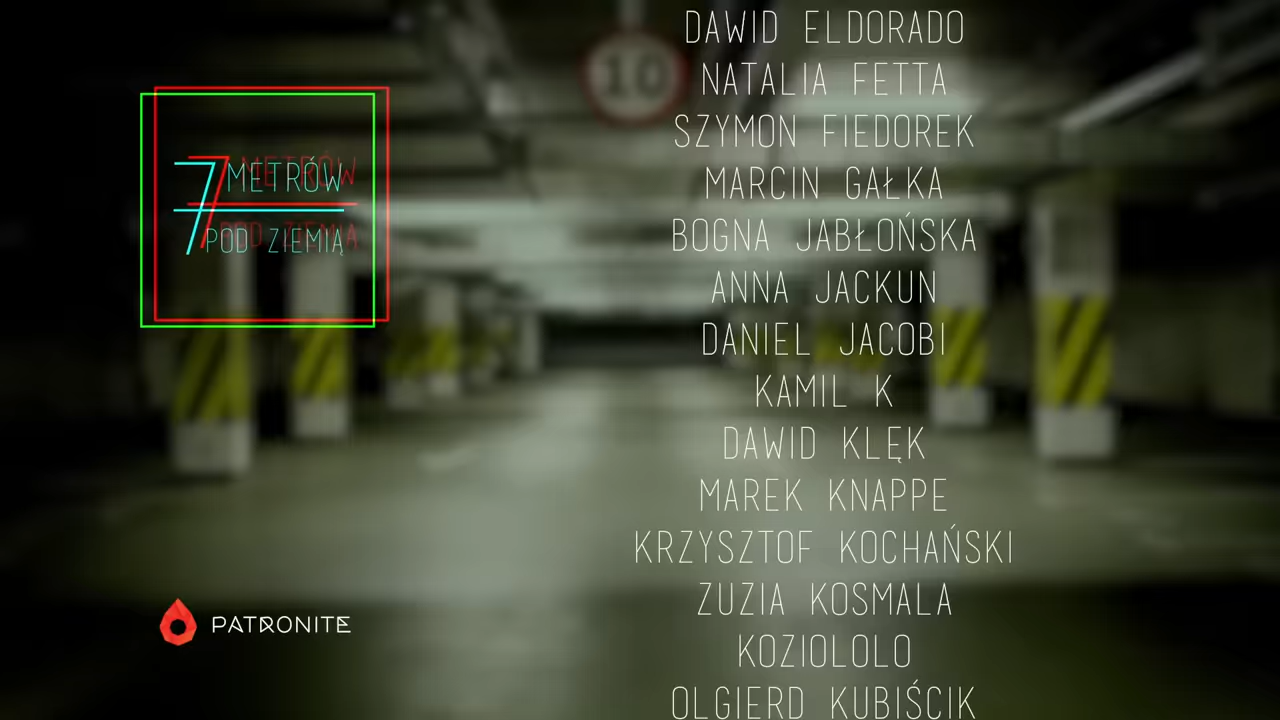 7 METRÓW
POD ZIEMIĄ
PATRONITE
10
DAWID ELDORADO
NATALIA FETTA
SZYMON FIEDOREK
MARCIN GAŁKA
BOGNA JABŁOŃSKA
ANNA JACKUN
DANIEL JACOBI
KAMIL K
DAWID KLĘK
MAREK KNAPPE
KRZYSZTOF KOCHAŃSKI
ZUZIA KOSMALA
KOZIOLOLO
OLGIERD KUBIŚCIK